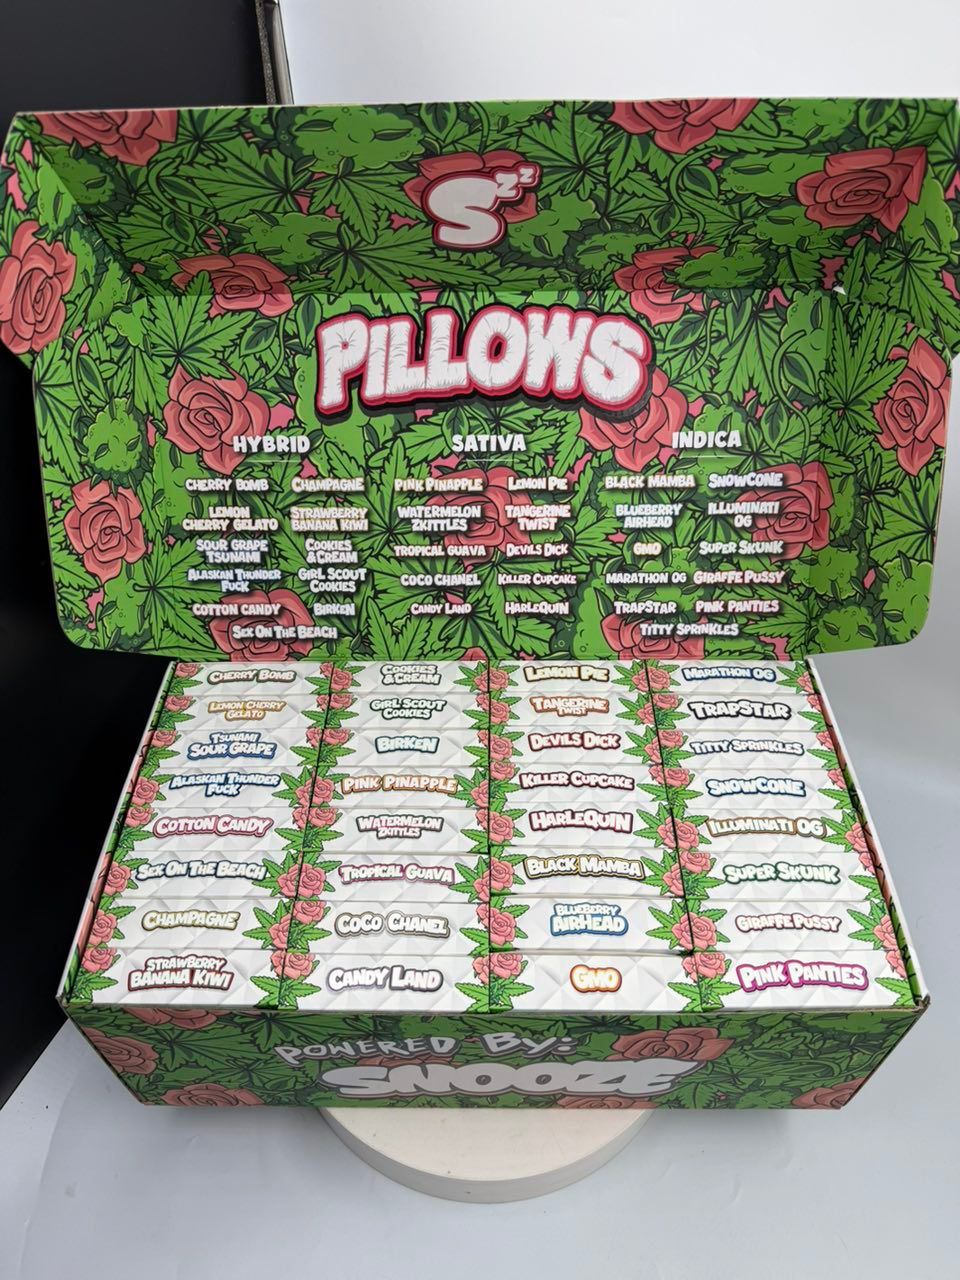 Szzz
PILLOWS
HYBRID
CHERRY BOMB
CHAMPAGNE
LEMON
CHERRY GELATO
STRAWBERRY
BANANA KIWI
SOUR GRAPE
TSUNAMI
COOKIES
& CREAM
ALASKAN THUNDER
FUCK
GIRL SCOUT
COOKIES
COTTON CANDY
BIRKEN
SEX ON THE BEACH
SATIVA
PINK PINAPPLE
LEMON PIE
WATERMELON
ZKITTLES
TANGERINE
TWIST
TROPICAL GUAVA
DEVILS DICK
COCO CHANEL
KILLER CUPCAKE
CANDY LAND
HARLEQUIN
INDICA
BLACK MAMBA
SNOWCONE
BLUEBERRY
AIRHEAD
ILLUMINATI
OG
GMO
SUPER SKUNK
MARATHON OG
GIRAFFE PUSSY
TRAPSTAR
PINK PANTIES
TITTY SPRINKLES
CHERRY BOMB
LEMON CHERRY
GELATO
TSUNAMI
SOUR GRAPE
ALASKAN THUNDER
FUCK
COTTON CANDY
SEX ON THE BEACH
CHAMPAGNE
STRAWBERRY
BANANA KIWI
COOKIES
& CREAM
GIRL SCOUT
COOKIES
BIRKEN
PINK PINAPPLE
WATERMELON
ZKITTLES
TROPICAL GUAVA
COCO CHANEL
CANDY LAND
LEMON PIE
TANGERINE
TWIST
DEVILS DICK
KILLER CUPCAKE
HARLEQUIN
BLACK MAMBA
BLUEBERRY
AIRHEAD
GMO
MARATHON OG
TRAPSTAR
TITTY SPRINKLES
SNOWCONE
ILLUMINATI OG
SUPER SKUNK
GIRAFFE PUSSY
PINK PANTIES
POWERED BY:
SNOOZE